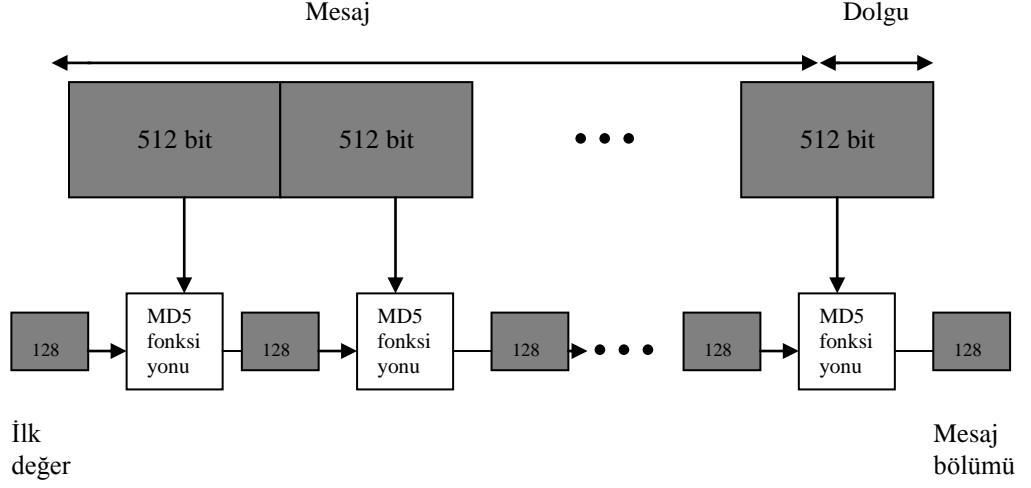 Mesaj
Dolgu
512 bit
512 bit
512 bit
128
MD5
fonksi
yonu
128
MD5
fonksi
yonu
128
128
MD5
fonksi
yonu
128
İlk
değer
Mesaj
bölümü